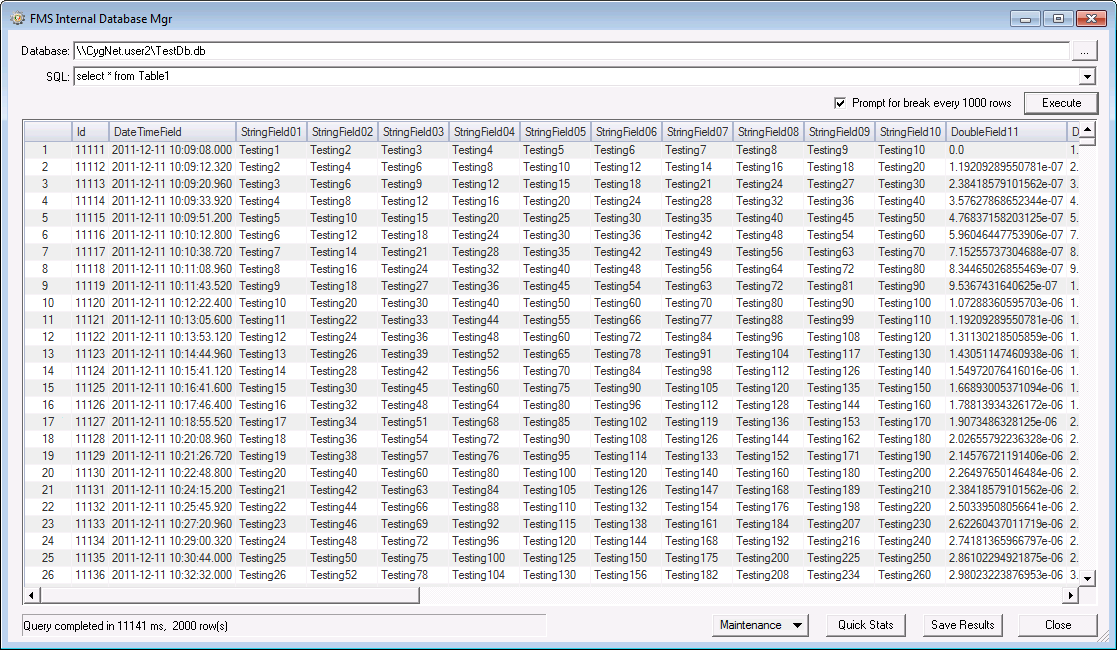 FMS Internal Database Mgr
Database: \\CygNet.user2\TestDb.db ...
SQL: select * from Table1
Prompt for break every 1000 rows Execute
Id DateTimeField StringField01 StringField02 StringField03 StringField04 StringField05 StringField06 StringField07 StringField08 StringField09 StringField10 DoubleField11 D
1 11111 2011-12-11 10:09:08.000 Testing1 Testing2 Testing3 Testing4 Testing5 Testing6 Testing7 Testing8 Testing9 Testing10 0.0 1.
2 11112 2011-12-11 10:09:12.320 Testing2 Testing4 Testing6 Testing8 Testing10 Testing12 Testing14 Testing16 Testing18 Testing20 1.19209289550781e-07 2.
3 11113 2011-12-11 10:09:20.960 Testing3 Testing6 Testing9 Testing12 Testing15 Testing18 Testing21 Testing24 Testing27 Testing30 2.38418579101562e-07 3.
4 11114 2011-12-11 10:09:33.920 Testing4 Testing8 Testing12 Testing16 Testing20 Testing24 Testing28 Testing32 Testing36 Testing40 3.57627868652344e-07 4.
5 11115 2011-12-11 10:09:51.200 Testing5 Testing10 Testing15 Testing20 Testing25 Testing30 Testing35 Testing40 Testing45 Testing50 4.76837158203125e-07 5.
6 11116 2011-12-11 10:10:12.800 Testing6 Testing12 Testing18 Testing24 Testing30 Testing36 Testing42 Testing48 Testing54 Testing60 5.96046447753906e-07 7.
7 11117 2011-12-11 10:10:38.720 Testing7 Testing14 Testing21 Testing28 Testing35 Testing42 Testing49 Testing56 Testing63 Testing70 7.15255737304688e-07 8.
8 11118 2011-12-11 10:11:08.960 Testing8 Testing16 Testing24 Testing32 Testing40 Testing48 Testing56 Testing64 Testing72 Testing80 8.34465026855469e-07 9.
9 11119 2011-12-11 10:11:43.520 Testing9 Testing18 Testing27 Testing36 Testing45 Testing54 Testing63 Testing72 Testing81 Testing90 9.5367431640625e-07 1.
10 11120 2011-12-11 10:12:22.400 Testing10 Testing20 Testing30 Testing40 Testing50 Testing60 Testing70 Testing80 Testing90 Testing100 1.07288360595703e-06 1.
11 11121 2011-12-11 10:13:05.600 Testing11 Testing22 Testing33 Testing44 Testing55 Testing66 Testing77 Testing88 Testing99 Testing110 1.19209289550781e-06 1.
12 11122 2011-12-11 10:13:53.120 Testing12 Testing24 Testing36 Testing48 Testing60 Testing72 Testing84 Testing96 Testing108 Testing120 1.31130218505859e-06 1.
13 11123 2011-12-11 10:14:44.960 Testing13 Testing26 Testing39 Testing52 Testing65 Testing78 Testing91 Testing104 Testing117 Testing130 1.43051147460938e-06 1.
14 11124 2011-12-11 10:15:41.120 Testing14 Testing28 Testing42 Testing56 Testing70 Testing84 Testing98 Testing112 Testing126 Testing140 1.54972076416016e-06 1.
15 11125 2011-12-11 10:16:41.600 Testing15 Testing30 Testing45 Testing60 Testing75 Testing90 Testing105 Testing120 Testing135 Testing150 1.66893005371094e-06 1.
16 11126 2011-12-11 10:17:46.400 Testing16 Testing32 Testing48 Testing64 Testing80 Testing96 Testing112 Testing128 Testing144 Testing160 1.78813934326172e-06 1.
17 11127 2011-12-11 10:18:55.520 Testing17 Testing34 Testing51 Testing68 Testing85 Testing102 Testing119 Testing136 Testing153 Testing170 1.9073486328125e-06 2.
18 11128 2011-12-11 10:20:08.960 Testing18 Testing36 Testing54 Testing72 Testing90 Testing108 Testing126 Testing144 Testing162 Testing180 2.02655792236328e-06 2.
19 11129 2011-12-11 10:21:26.720 Testing19 Testing38 Testing57 Testing76 Testing95 Testing114 Testing133 Testing152 Testing171 Testing190 2.14576721191406e-06 2.
20 11130 2011-12-11 10:22:48.800 Testing20 Testing40 Testing60 Testing80 Testing100 Testing120 Testing140 Testing160 Testing180 Testing200 2.26497650146484e-06 2.
21 11131 2011-12-11 10:24:15.200 Testing21 Testing42 Testing63 Testing84 Testing105 Testing126 Testing147 Testing168 Testing189 Testing210 2.38418579101562e-06 2.
22 11132 2011-12-11 10:25:45.920 Testing22 Testing44 Testing66 Testing88 Testing110 Testing132 Testing154 Testing176 Testing198 Testing220 2.50339508056641e-06 2.
23 11133 2011-12-11 10:27:20.960 Testing23 Testing46 Testing69 Testing92 Testing115 Testing138 Testing161 Testing184 Testing207 Testing230 2.62260437011719e-06 2.
24 11134 2011-12-11 10:29:00.320 Testing24 Testing48 Testing72 Testing96 Testing120 Testing144 Testing168 Testing192 Testing216 Testing240 2.74181365966797e-06 2.
25 11135 2011-12-11 10:30:44.000 Testing25 Testing50 Testing75 Testing100 Testing125 Testing150 Testing175 Testing200 Testing225 Testing250 2.86102294921875e-06 2.
26 11136 2011-12-11 10:32:32.000 Testing26 Testing52 Testing78 Testing104 Testing130 Testing156 Testing182 Testing208 Testing234 Testing260 2.98023223876953e-06 3.
Query completed in 11141 ms, 2000 row(s) Maintenance Quick Stats Save Results Close